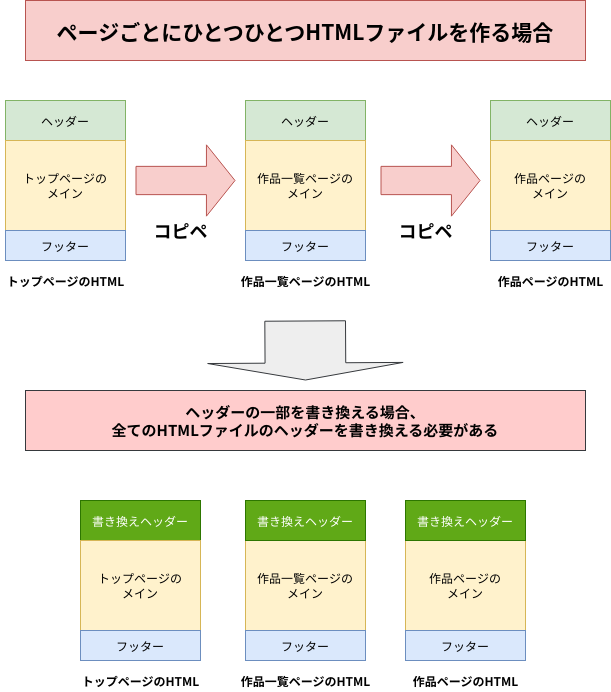 ページごとにひとつひとつHTMLファイルを作る場合
ヘッダー
トップページの
メイン
フッター
トップページのHTML
コピペ
ヘッダー
作品一覧ページの
メイン
フッター
作品一覧ページのHTML
コピペ
ヘッダー
作品ページの
メイン
フッター
作品ページのHTML
ヘッダーの一部を書き換える場合、
全てのHTMLファイルのヘッダーを書き換える必要がある
書き換えヘッダー
トップページの
メイン
フッター
トップページのHTML
書き換えヘッダー
作品一覧ページの
メイン
フッター
作品一覧ページのHTML
書き換えヘッダー
作品ページの
メイン
フッター
作品ページのHTML